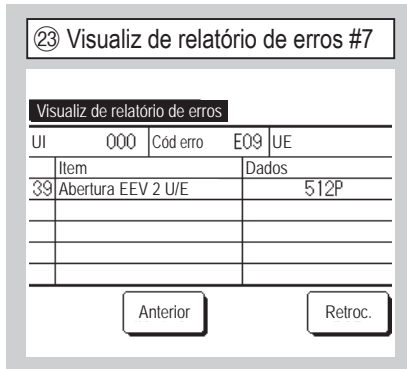 ㉓ Visualiz de relatório de erros #7
Visualiz de relatório de erros
UI 000 Cód erro E09 UE
Item Dados
39 Abertura EEV 2 U/E 512P
Anterior Retroc.